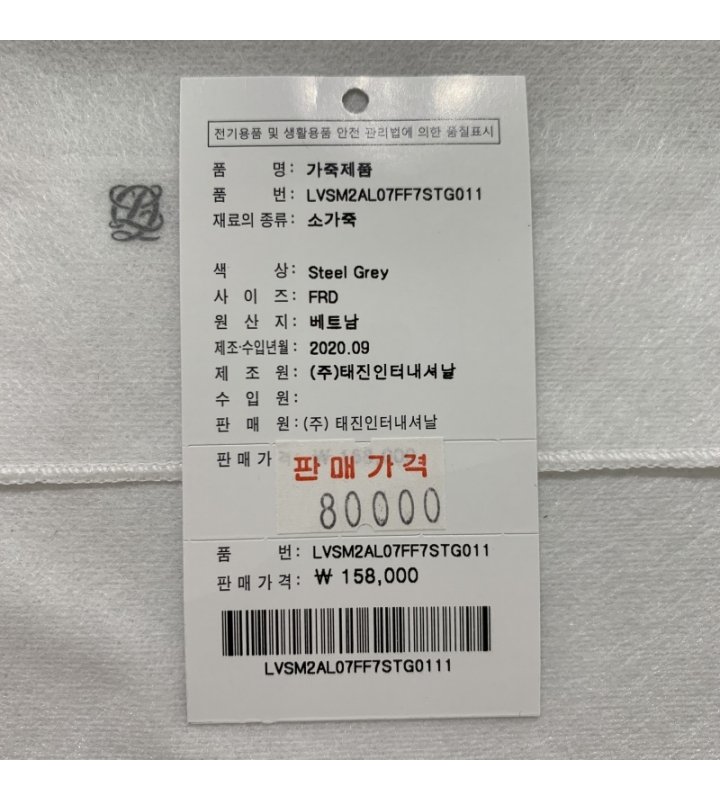 전기용품 및 생활용품 안전 관리법에 의한 품질표시
품 명: 가죽제품
품 번: LVSM2AL07FF7STG011
재료의 종류: 소가죽
색 상: Steel Grey
사 이 즈: FRD
원 산 지: 베트남
제조·수입년월: 2020.09
제 조 원: (주)태진인터내셔날
수 입 원:
판 매 원: (주) 태진인터내셔날
판 매 가
판매가격
80000
품 번: LVSM2AL07FF7STG011
판 매 가 격: ₩ 158,000
LVSM2AL07FF7STG0111